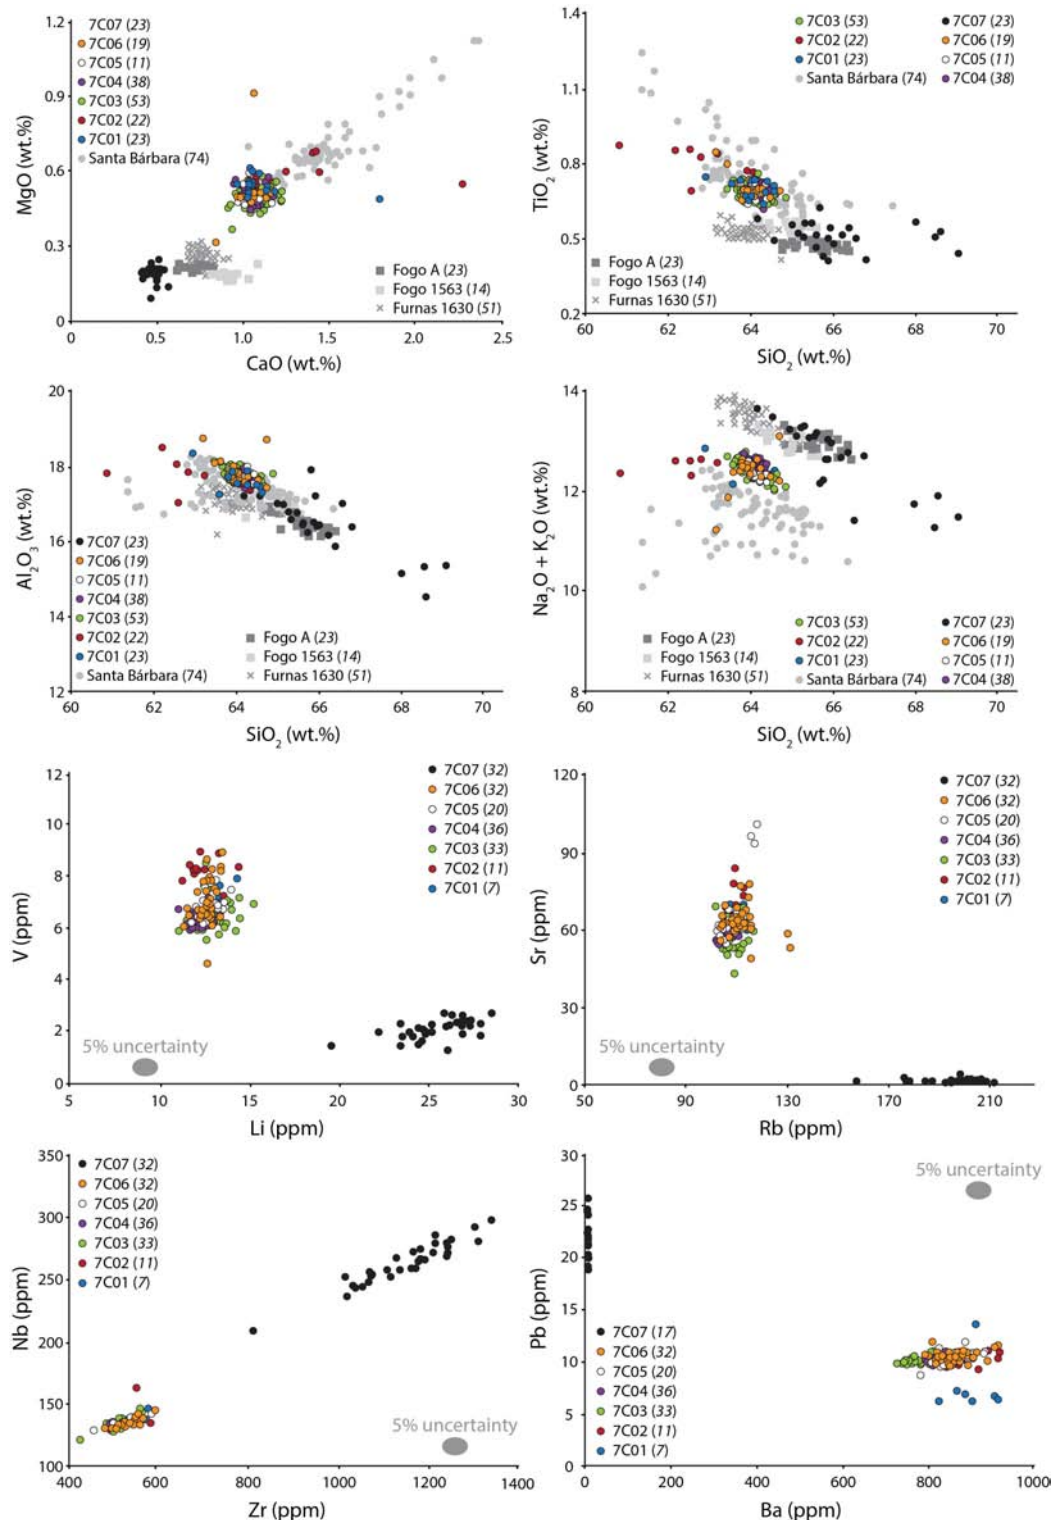 1.2
0.9
0.6
0.3
0
MgO (wt.%)
7C07 (23)
7C06 (19)
7C05 (11)
7C04 (38)
7C03 (53)
7C02 (22)
7C01 (23)
Santa Bárbara (74)
Fogo A (23)
Fogo 1563 (14)
Furnas 1630 (51)
0.5 1.0 1.5 2.0 2.5
CaO (wt.%)
1.4
1.1
0.8
0.5
0.2
TiO2 (wt.%)
7C03 (53) 7C07 (23)
7C02 (22) 7C06 (19)
7C01 (23) 7C05 (11)
Santa Bárbara (74) 7C04 (38)
Fogo A (23)
Fogo 1563 (14)
Furnas 1630 (51)
60 62 64 66 68 70
SiO2 (wt.%)
20
18
16
14
12
Al2O3 (wt.%)
7C07 (23)
7C06 (19)
7C05 (11)
7C04 (38)
7C03 (53)
7C02 (22)
7C01 (23)
Santa Bárbara (74)
Fogo A (23)
Fogo 1563 (14)
Furnas 1630 (51)
60 62 64 66 68 70
SiO2 (wt.%)
14
12
10
8
Na2O + K2O (wt.%)
Fogo A (23)
Fogo 1563 (14)
Furnas 1630 (51)
7C03 (53) 7C07 (23)
7C02 (22) 7C06 (19)
7C01 (23) 7C05 (11)
Santa Bárbara (74) 7C04 (38)
60 62 64 66 68 70
SiO2 (wt.%)
12
10
8
6
4
2
0
V (ppm)
7C07 (32)
7C06 (32)
7C05 (20)
7C04 (36)
7C03 (33)
7C02 (11)
7C01 (7)
5% uncertainty
5 10 15 20 25 30
Li (ppm)
120
90
60
30
0
Sr (ppm)
7C07 (32)
7C06 (32)
7C05 (20)
7C04 (36)
7C03 (33)
7C02 (11)
7C01 (7)
5% uncertainty
50 90 130 170 210
Rb (ppm)
350
300
250
200
150
100
Nb (ppm)
7C07 (32)
7C06 (32)
7C05 (20)
7C04 (36)
7C03 (33)
7C02 (11)
7C01 (7)
5% uncertainty
400 600 800 1000 1200 1400
Zr (ppm)
30
25
20
15
10
5
0
Pb (ppm)
5% uncertainty
7C07 (17)
7C06 (32)
7C05 (20)
7C04 (36)
7C03 (33)
7C02 (11)
7C01 (7)
0 200 400 600 800 1000
Ba (ppm)